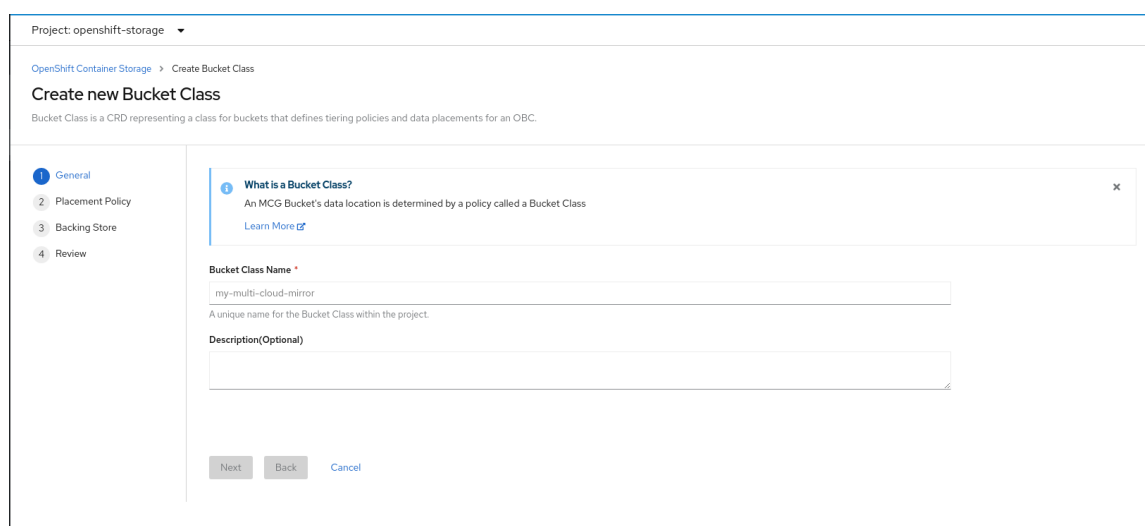 Project: openshift-storage
OpenShift Container Storage > Create Bucket Class
Create new Bucket Class
Bucket Class is a CRD representing a class for buckets that defines tiering policies and data placements for an OBC.
1 General
2 Placement Policy
3 Backing Store
4 Review
What is a Bucket Class?
An MCG Bucket's data location is determined by a policy called a Bucket Class
Learn More
Bucket Class Name *
my-multi-cloud-mirror
A unique name for the Bucket Class within the project.
Description(Optional)
Next Back Cancel